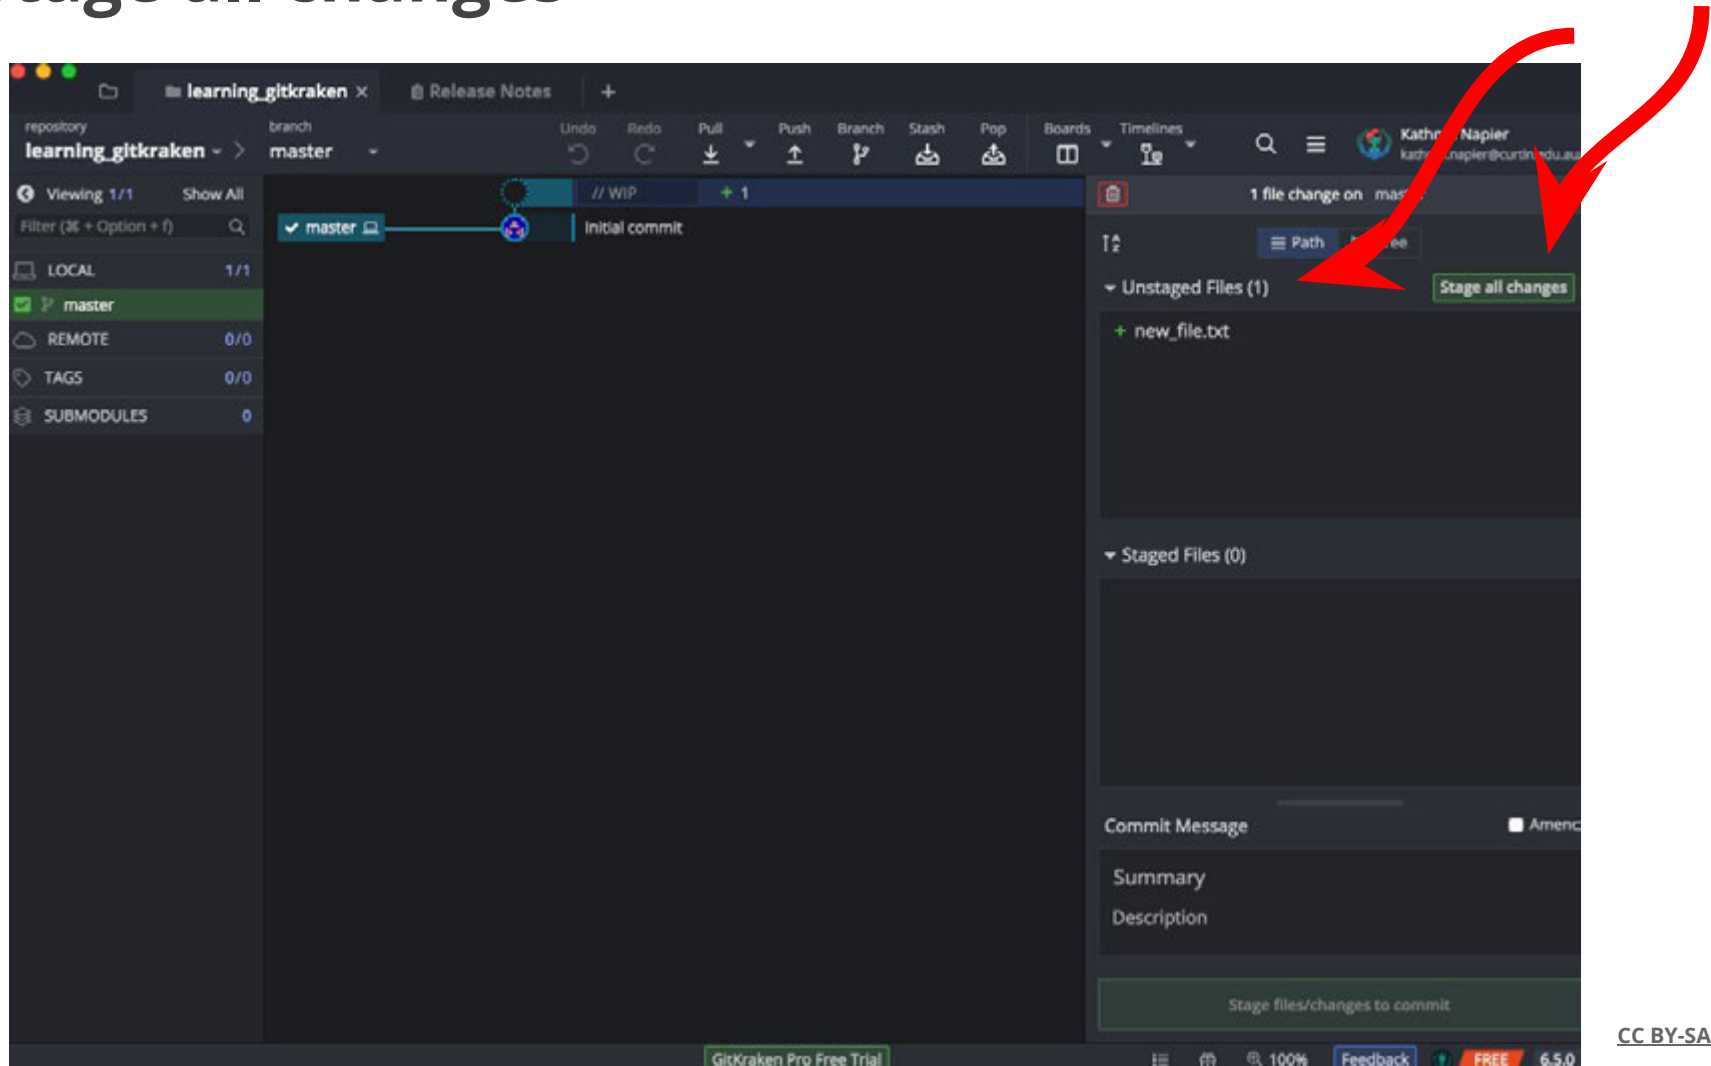 all changes
learning_gitkraken × Release Notes +
repository branch Undo Redo Pull Push Branch Stash Pop Boards Timelines
learning_gitkraken master
Napier
Viewing 1/1 Show All
Filter (⌘ + Option + f)
// WIP + 1
1 file change on
master
Initial commit
Path
LOCAL 1/1
master
Unstaged Files (1) Stage all changes
+ new_file.txt
REMOTE 0/0
TAGS 0/0
SUBMODULES 0
Staged Files (0)
Commit Message
Summary
Description
Stage files/changes to commit
CC BY-SA
GitKraken Pro Free Trial 100% Feedback FREE 6.5.0